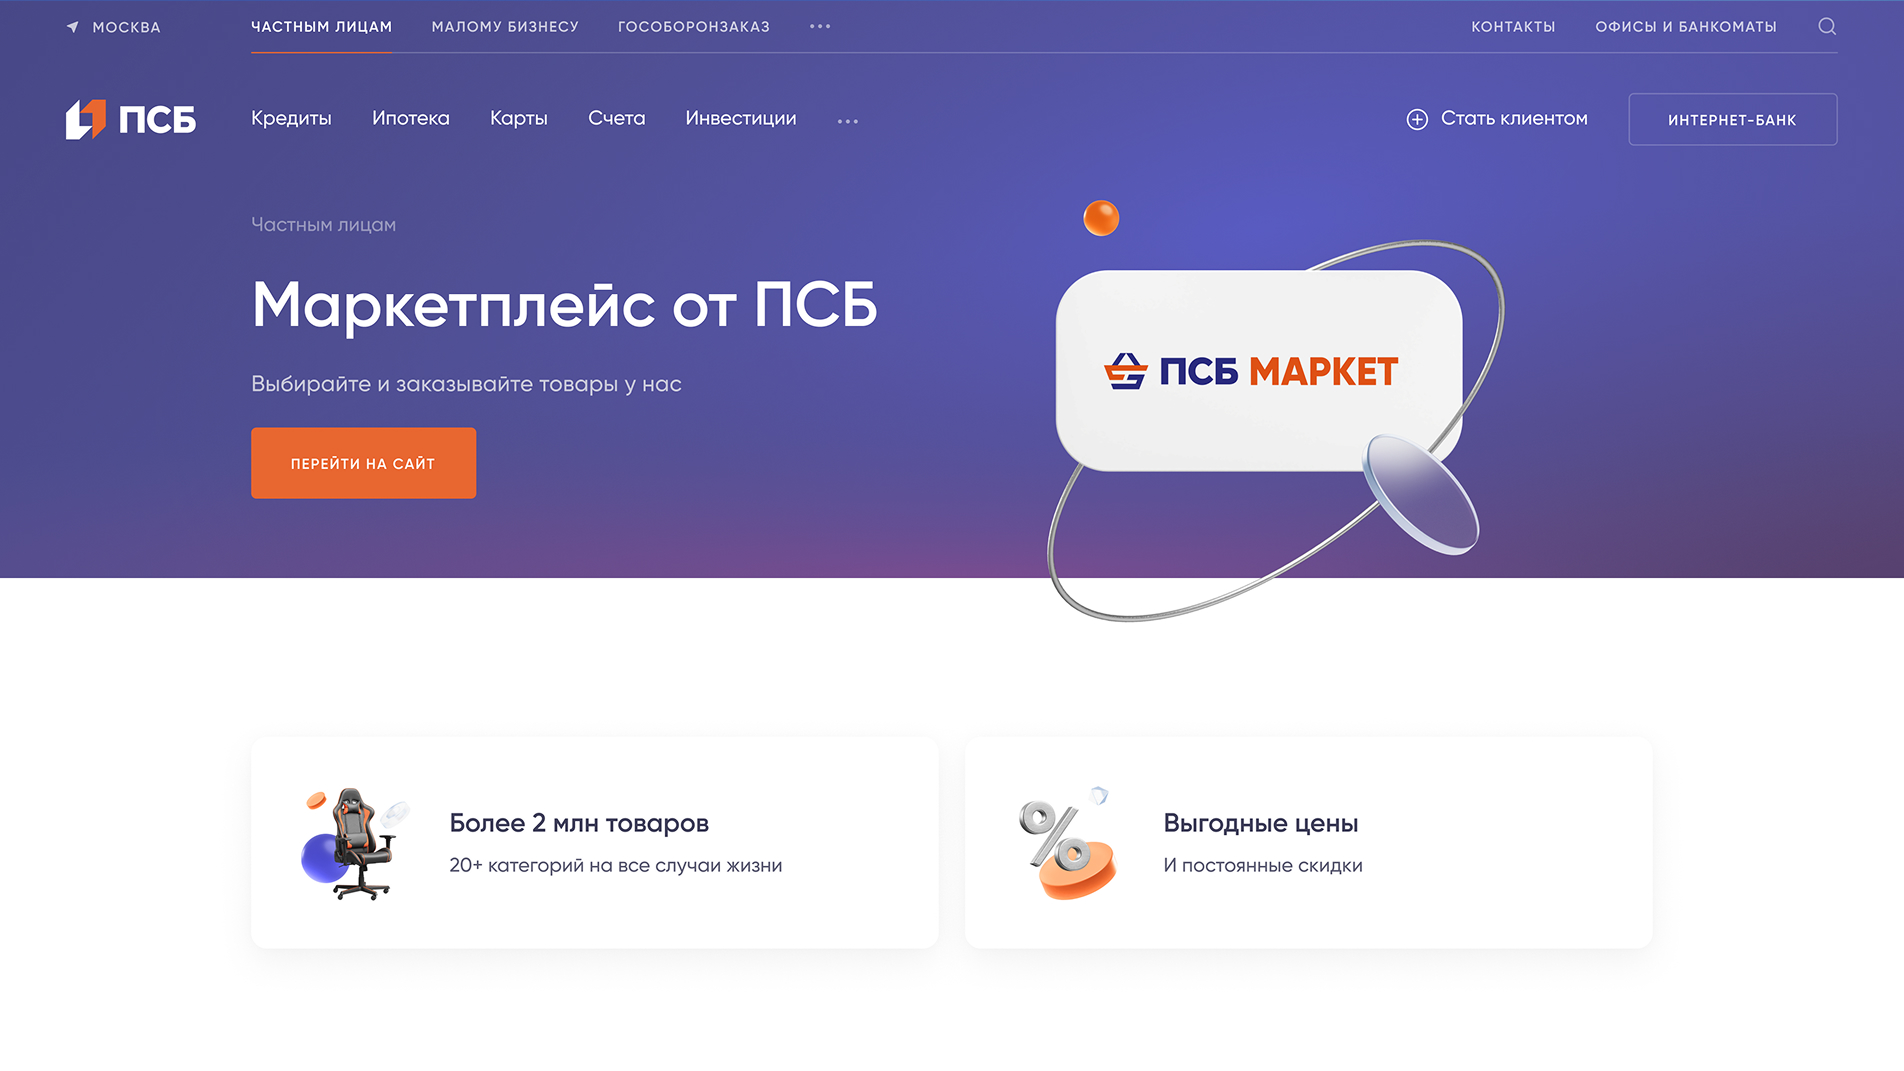 МОСКВА
ЧАСТНЫМ ЛИЦАМ
МАЛОМУ БИЗНЕСУ
ГОСОБОРОНЗАКАЗ
КОНТАКТЫ
ОФИСЫ И БАНКОМАТЫ
ПСБ
Кредиты
Ипотека
Карты
Счета
Инвестиции
Стать клиентом
ИНТЕРНЕТ-БАНК
Частным лицам
Маркетплейс от ПСБ
Выбирайте и заказывайте товары у нас
ПЕРЕЙТИ НА САЙТ
ПСБ МАРКЕТ
Более 2 млн товаров
20+ категорий на все случаи жизни
Выгодные цены
И постоянные скидки